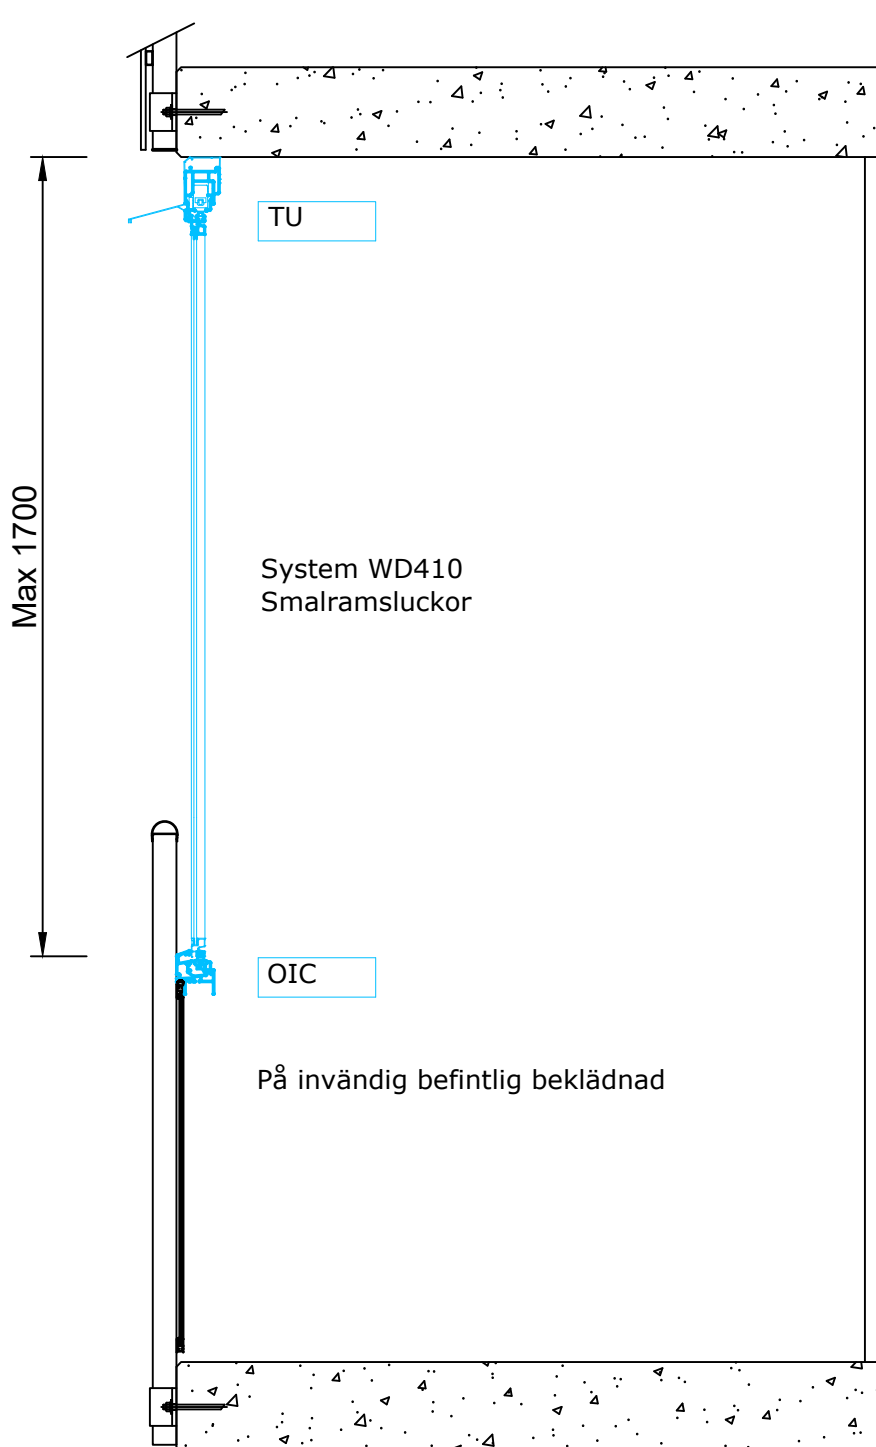 TU
Max 1700
System WD410
Smalramsluckor
OIC
På invändig befintlig beklädnad